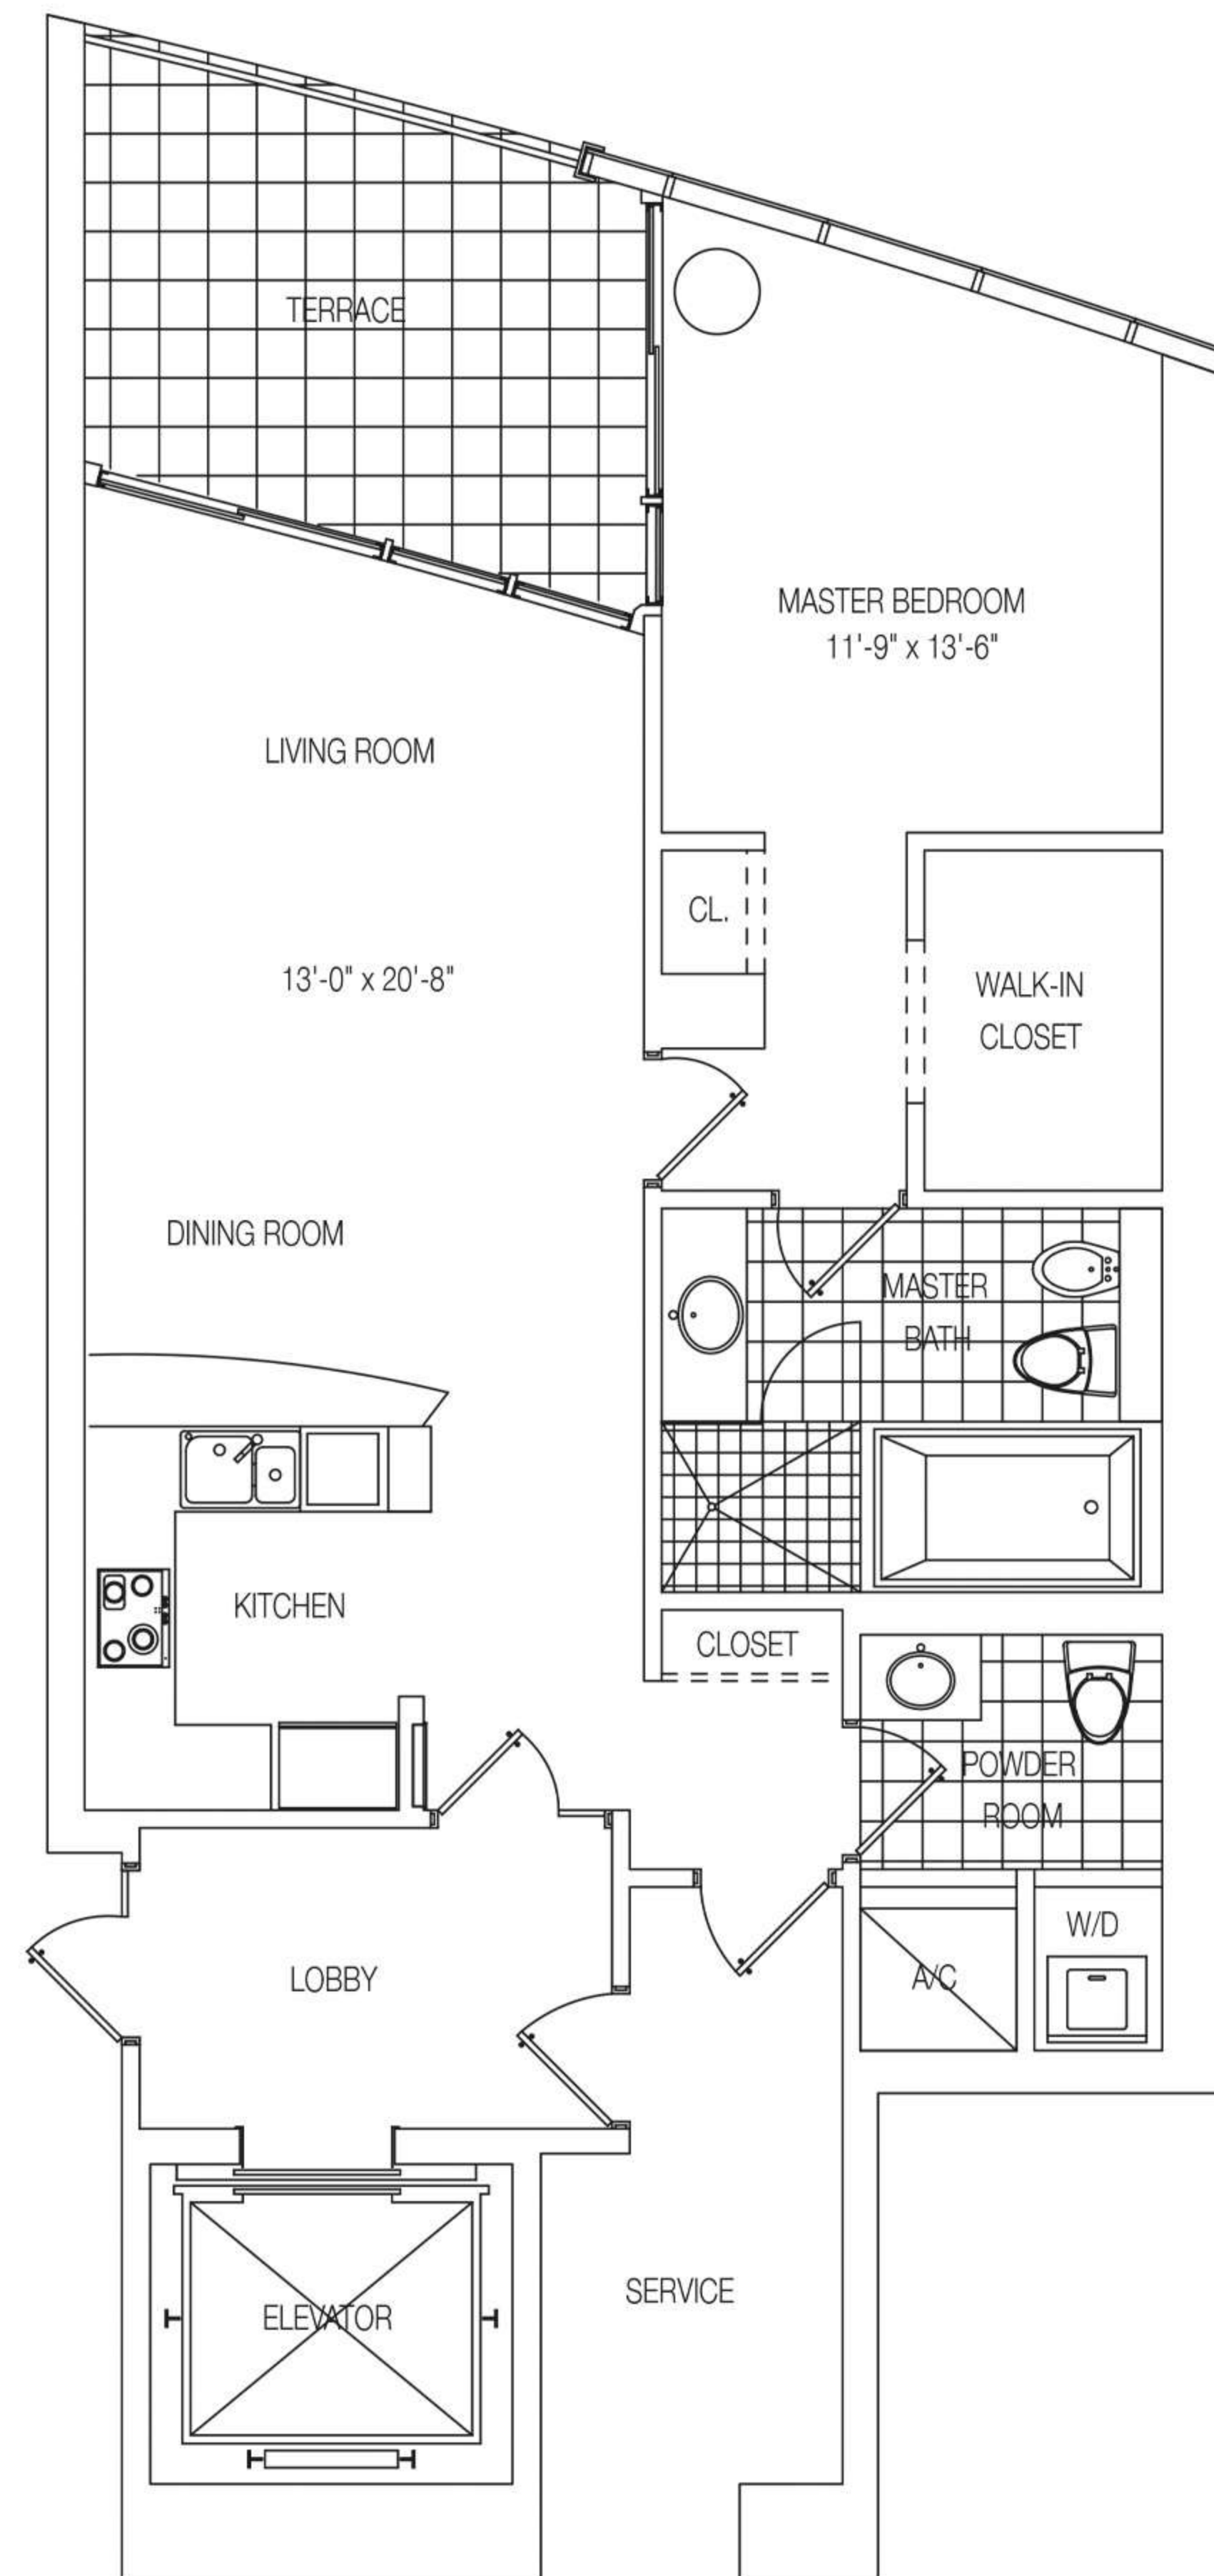 TERRACE
MASTER BEDROOM
11'-9" x 13'-6"
LIVING ROOM
CL.
13'-0" x 20'-8"
WALK-IN
CLOSET
DINING ROOM
MASTER
BATH
KITCHEN
CLOSET
POWDER
ROOM
W/D
A/C
LOBBY
SERVICE
ELEVATOR